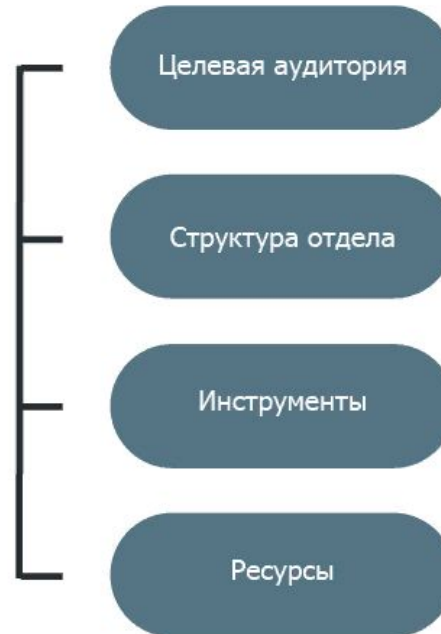 Целевая аудитория
Структура отдела
Инструменты
Ресурсы